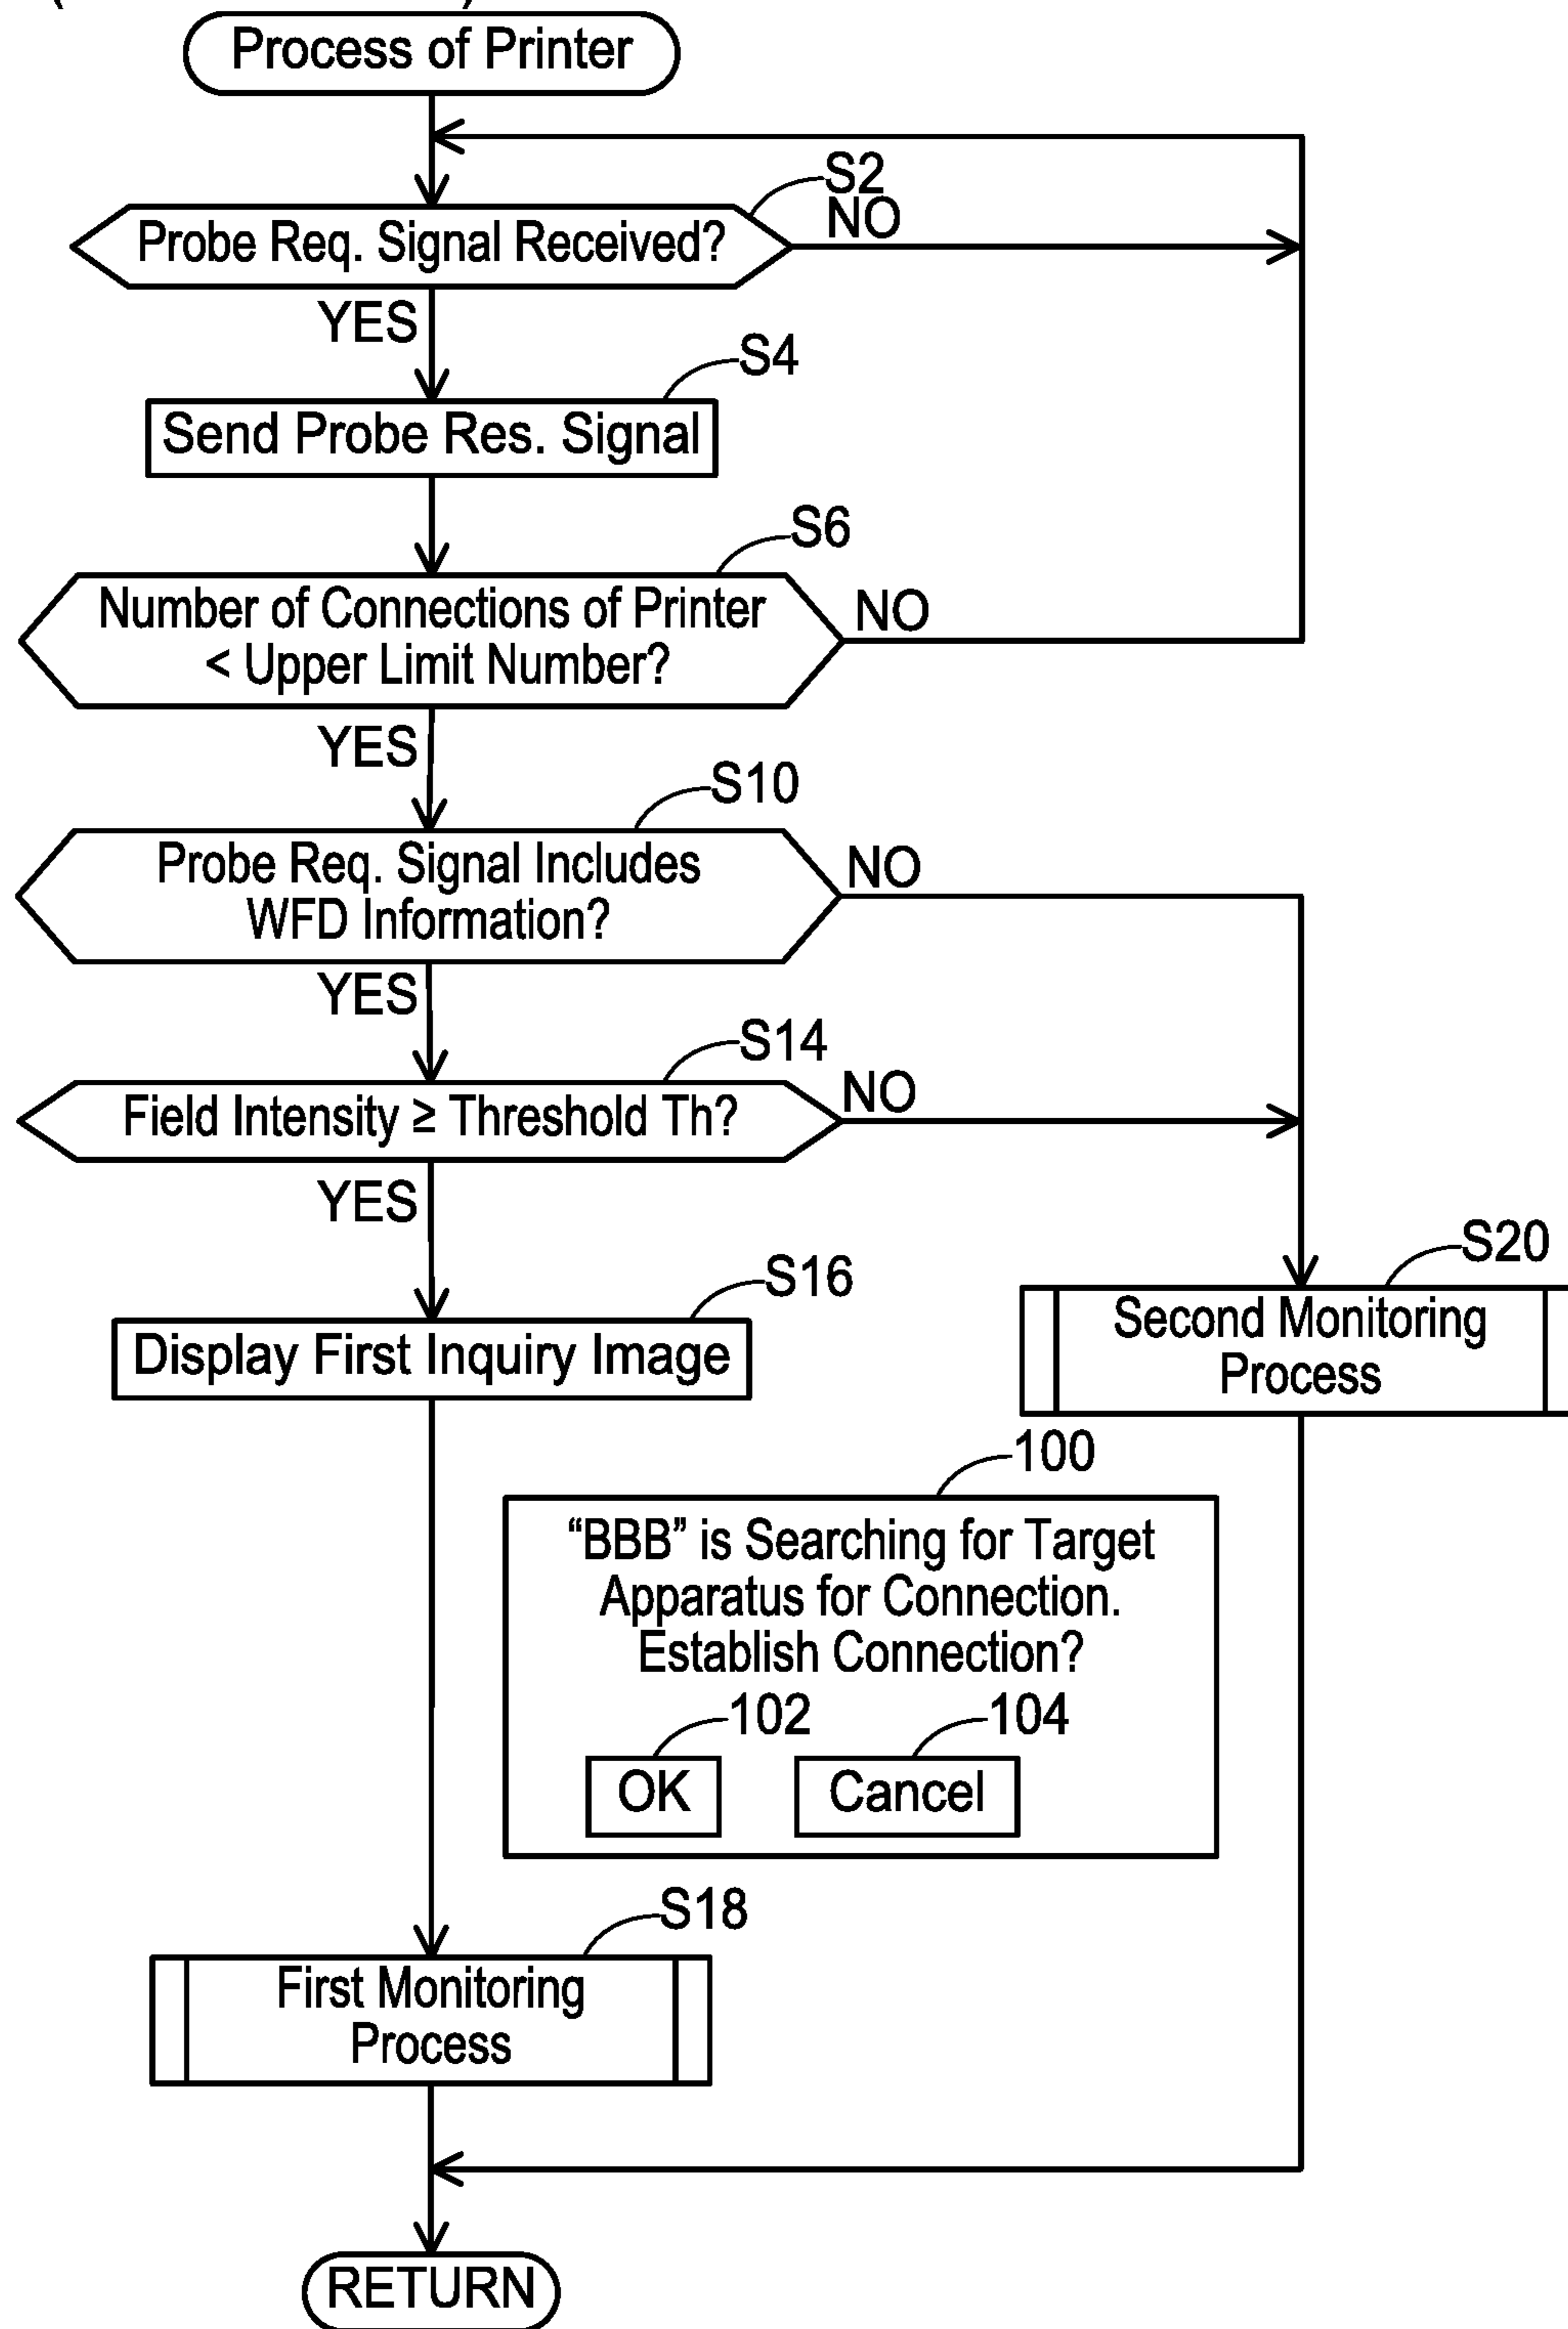 Process of Printer
S2
NO
Probe Req. Signal Received?
YES
S4
Send Probe Res. Signal
S6
Number of Connections of Printer
< Upper Limit Number?
NO
YES
S10
Probe Req. Signal Includes
WFD Information?
NO
YES
S14
Field Intensity ≥ Threshold Th?
NO
YES
S16
Display First Inquiry Image
S20
Second Monitoring
Process
100
“BBB” is Searching for Target
Apparatus for Connection.
Establish Connection?
102
104
OK
Cancel
S18
First Monitoring
Process
RETURN